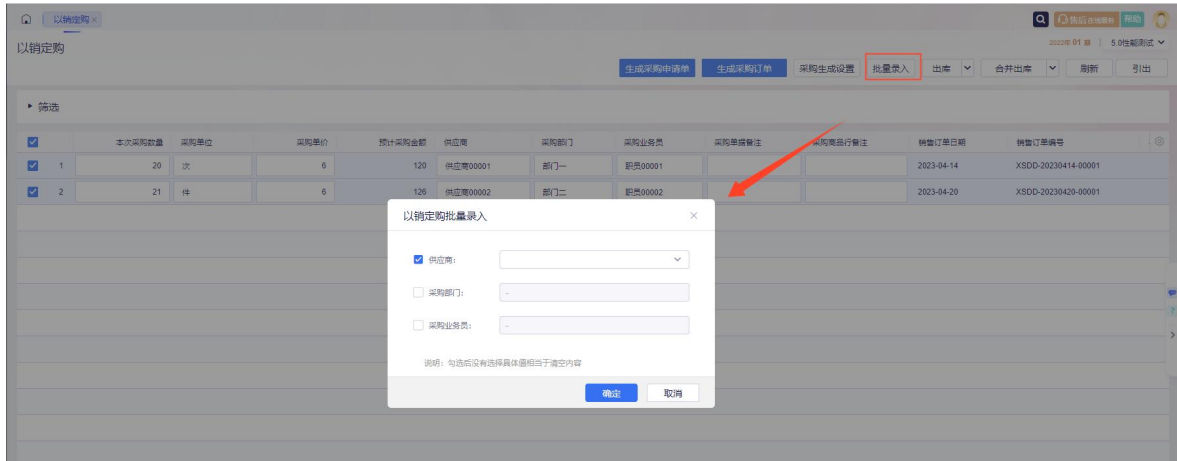 以销定购 ×
售后在线服务 帮助
以销定购
2022年 01 期 5.0性能测试
生成采购申请单 生成采购订单 采购生成设置 批量录入 出库 合并出库 刷新 引出
筛选
本次采购数量 采购单位 采购单价 预计采购金额 供应商 采购部门 采购业务员 采购单据备注 采购商品行备注 销售订单日期 销售订单编号
1 20 次 6 120 供应商00001 部门一 职员00001 2023-04-14 XSDD-20230414-00001
2 21 件 6 126 供应商00002 部门二 职员00002 2023-04-20 XSDD-20230420-00001
以销定购批量录入 ×
供应商:
采购部门: -
采购业务员: -
说明：勾选后没有选择具体值相当于清空内容
确定 取消